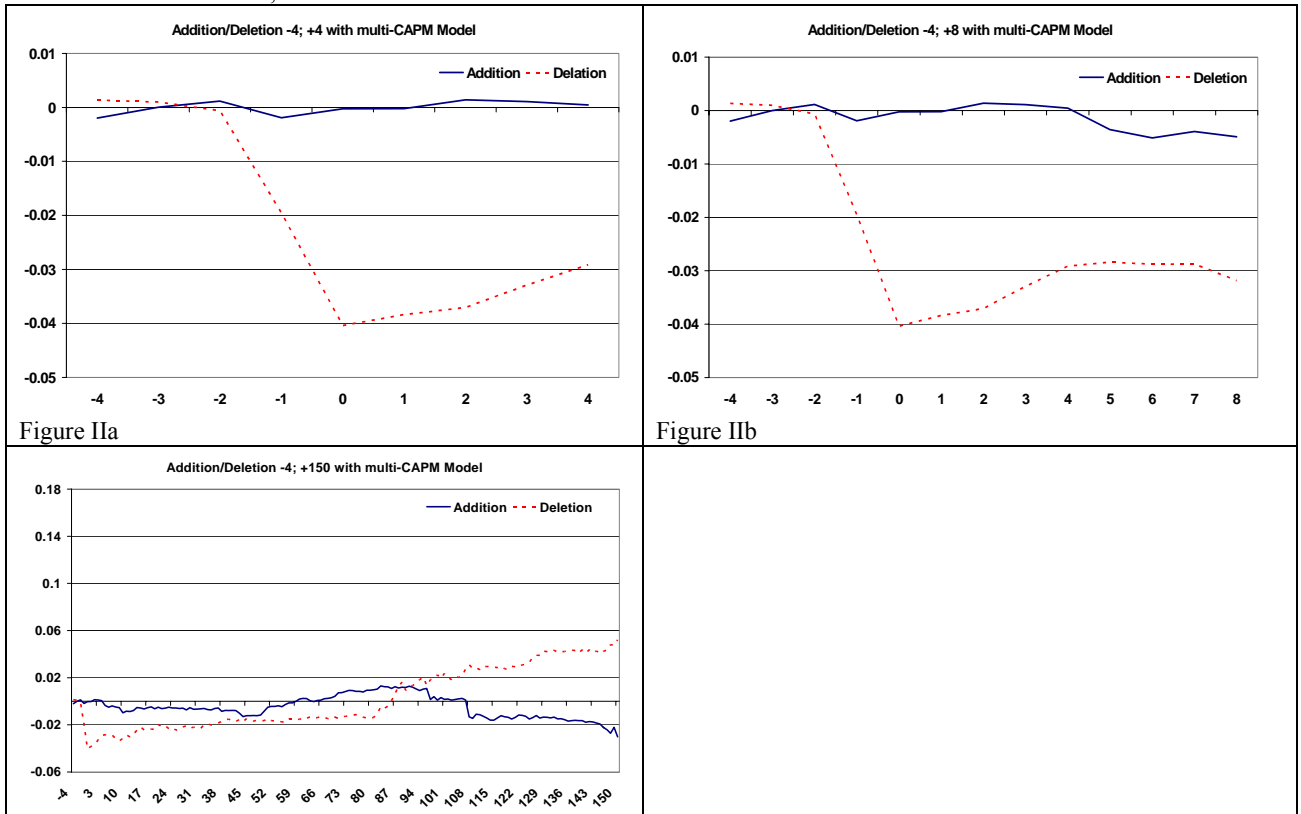 Addition/Deletion -4; +4 with multi-CAPM Model
Addition Delation
0.01
0
-0.01
-0.02
-0.03
-0.04
-0.05
-4 -3 -2 -1 0 1 2 3 4
Figure IIa
Addition/Deletion -4; +8 with multi-CAPM Model
Addition Deletion
0.01
0
-0.01
-0.02
-0.03
-0.04
-0.05
-4 -3 -2 -1 0 1 2 3 4 5 6 7 8
Figure IIb
Addition/Deletion -4; +150 with multi-CAPM Model
Addition Deletion
0.18
0.14
0.1
0.06
0.02
-0.02
-0.06
-4 3 10 17 24 31 38 45 52 59 66 73 80 87 94 101 108 115 122 129 136 143 150